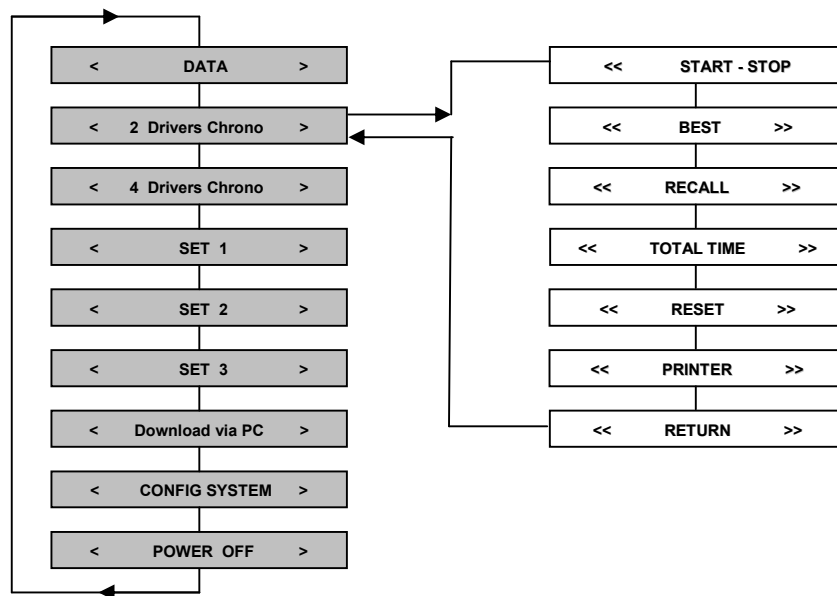 < DATA >
< 2 Drivers Chrono >
< 4 Drivers Chrono >
< SET 1 >
< SET 2 >
< SET 3 >
< Download via PC >
< CONFIG SYSTEM >
< POWER OFF >
<< START - STOP
<< BEST >>
<< RECALL >>
<< TOTAL TIME >>
<< RESET >>
<< PRINTER >>
<< RETURN >>